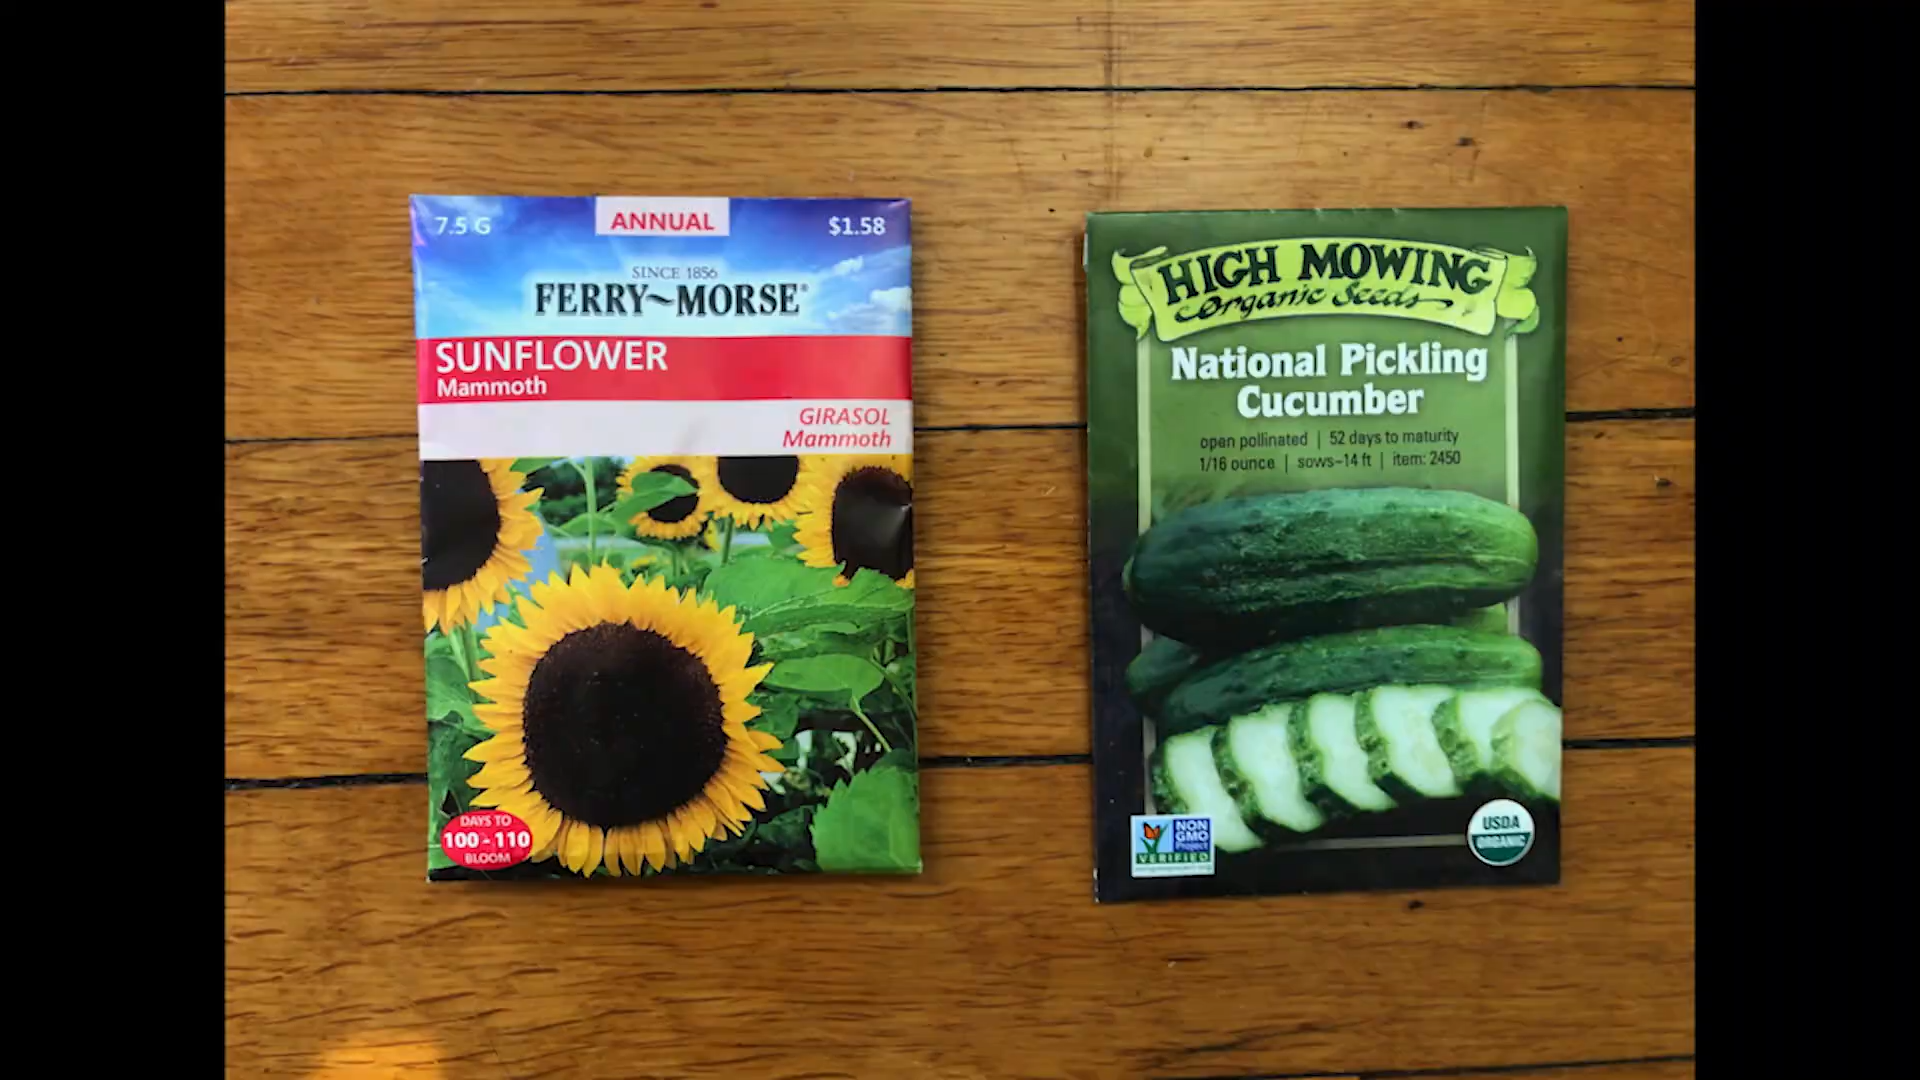 7.5 G
ANNUAL
$1.58
SINCE 1856
FERRY~MORSE®
SUNFLOWER
Mammoth
GIRASOL
Mammoth
DAYS TO
100 - 110
BLOOM
HIGH MOWING
Organic Seeds
National Pickling
Cucumber
open pollinated | 52 days to maturity
1/16 ounce | sows~14 ft | item: 2450
NON
GMO
Project
VERIFIED
USDA
ORGANIC